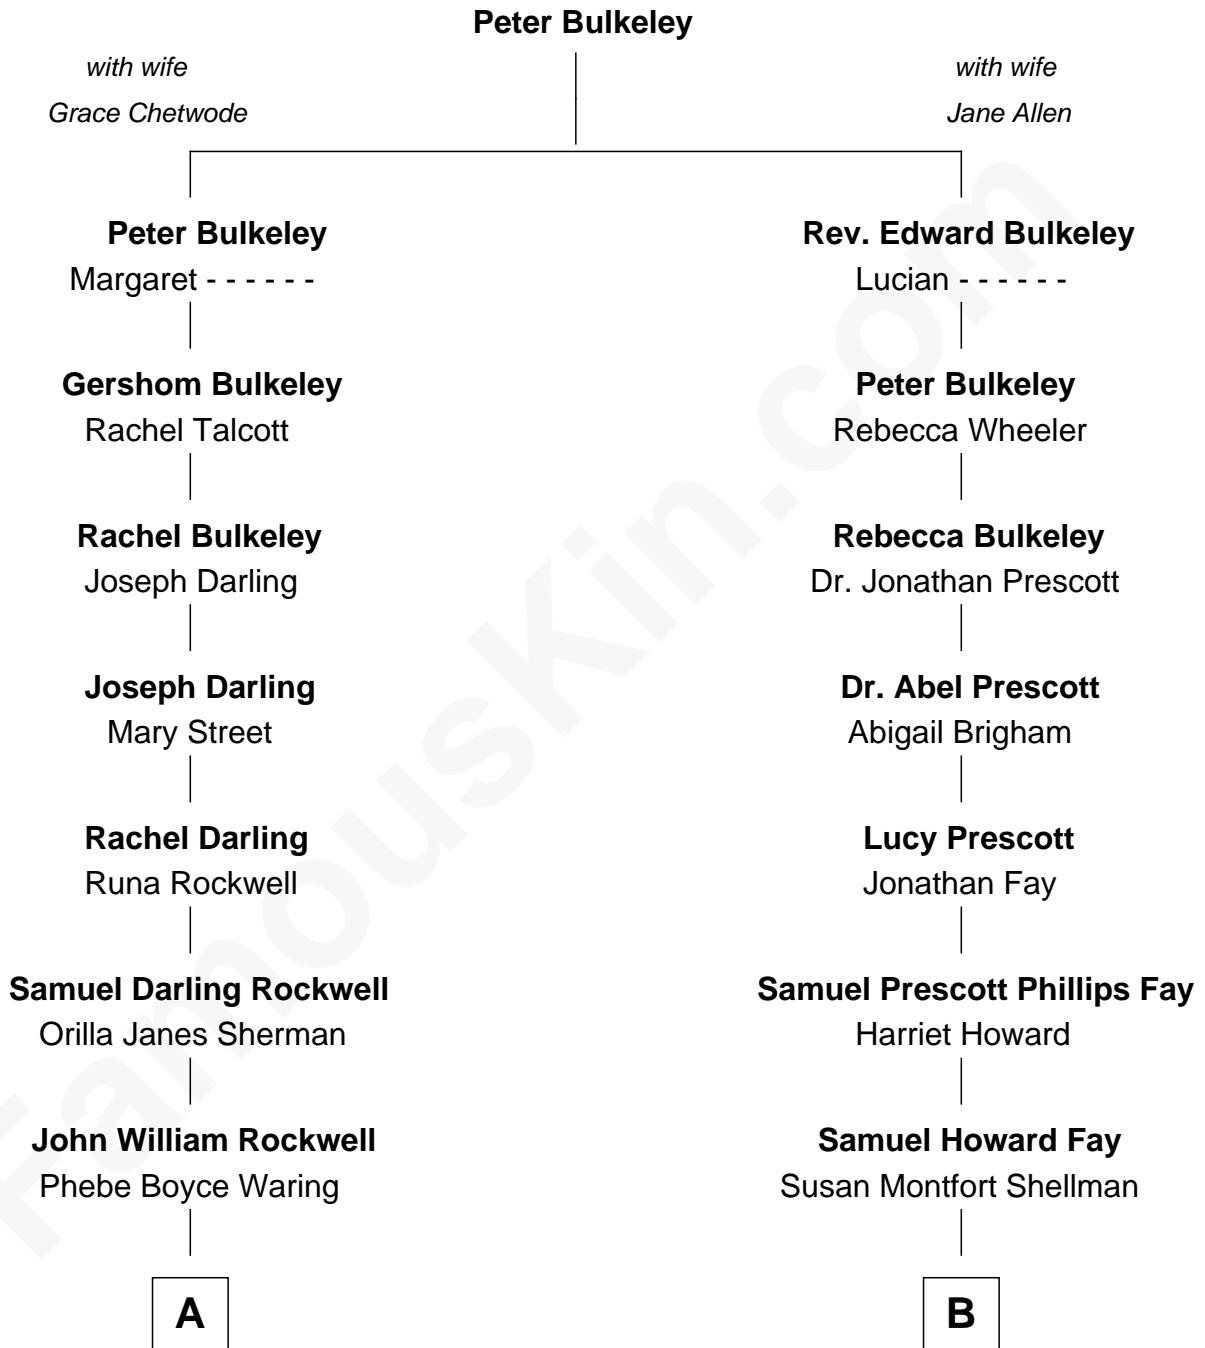 Peter Bulkeley
with wife
Grace Chetwode
with wife
Jane Allen
Peter Bulkeley
Margaret - - - - - -
Rev. Edward Bulkeley
Lucian - - - - - -
Gershom Bulkeley
Rachel Talcott
Peter Bulkeley
Rebecca Wheeler
Rachel Bulkeley
Joseph Darling
Rebecca Bulkeley
Dr. Jonathan Prescott
Joseph Darling
Mary Street
Dr. Abel Prescott
Abigail Brigham
Rachel Darling
Runa Rockwell
Lucy Prescott
Jonathan Fay
Samuel Darling Rockwell
Orilla Janes Sherman
Samuel Prescott Phillips Fay
Harriet Howard
John William Rockwell
Phebe Boyce Waring
Samuel Howard Fay
Susan Montfort Shellman
A
B
FamousKin.com